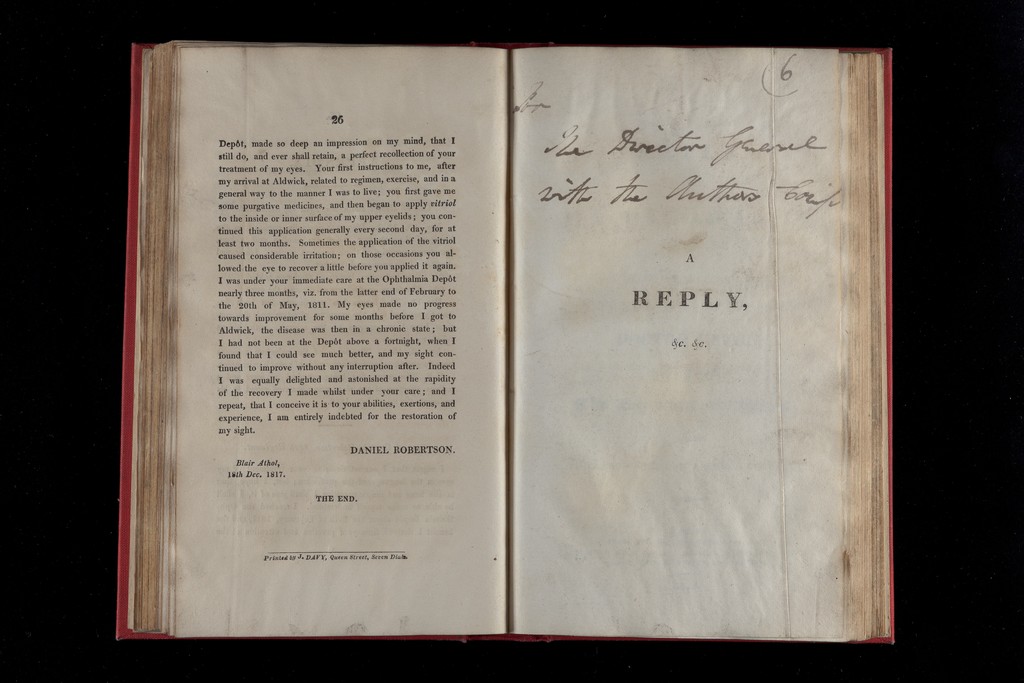 26
Depôt, made so deep an impression on my mind, that I
still do, and ever shall retain, a perfect recollection of your
treatment of my eyes. Your first instructions to me, after
my arrival at Aldwick, related to regimen, exercise, and in a
general way to the manner I was to live; you first gave me
some purgative medicines, and then began to apply vitriol
to the inside or inner surface of my upper eyelids; you con-
tinued this application generally every second day, for at
least two months. Sometimes the application of the vitriol
caused considerable irritation; on those occasions you al-
lowed the eye to recover a little before you applied it again.
I was under your immediate care at the Ophthalmia Depôt
nearly three months, viz. from the latter end of February to
the 20th of May, 1811. My eyes made no progress
towards improvement for some months before I got to
Aldwick, the disease was then in a chronic state; but
I had not been at the Depôt above a fortnight, when I
found that I could see much better, and my sight con-
tinued to improve without any interruption after. Indeed
I was equally delighted and astonished at the rapidity
of the recovery I made whilst under your care; and I
repeat, that I conceive it is to your abilities, exertions, and
experience, I am entirely indebted for the restoration of
my sight.
DANIEL ROBERTSON.
Blair Athol,
18th Dec. 1817.
THE END.
Printed by J. DAVY, Queen Street, Seven Dials.
6
The Director General
with the Authors
A
REPLY,
&c. &c.